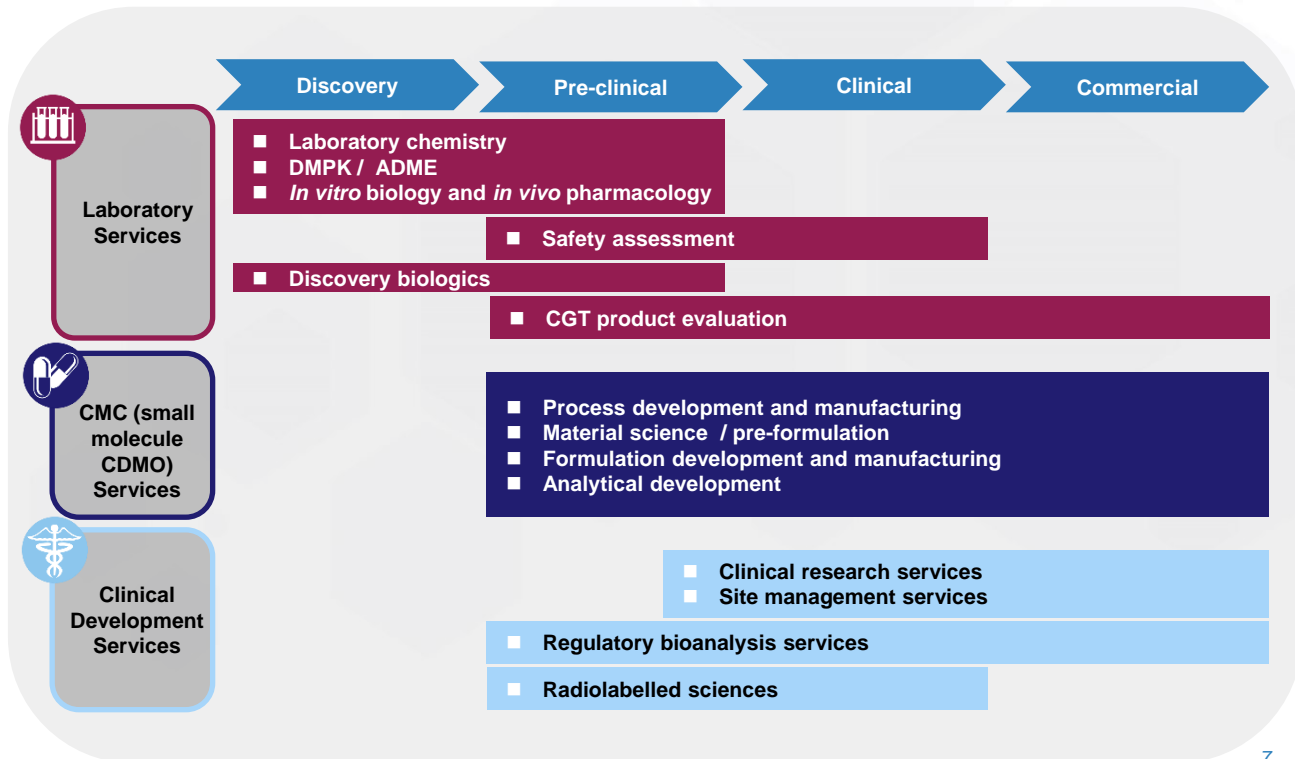 Discovery
Pre-clinical
Clinical
Commercial
Laboratory
Services
Laboratory chemistry
DMPK / ADME
In vitro biology and in vivo pharmacology
Safety assessment
Discovery biologics
CGT product evaluation
CMC (small
molecule
CDMO)
Services
Process development and manufacturing
Material science / pre-formulation
Formulation development and manufacturing
Analytical development
Clinical
Development
Services
Clinical research services
Site management services
Regulatory bioanalysis services
Radiolabelled sciences
7